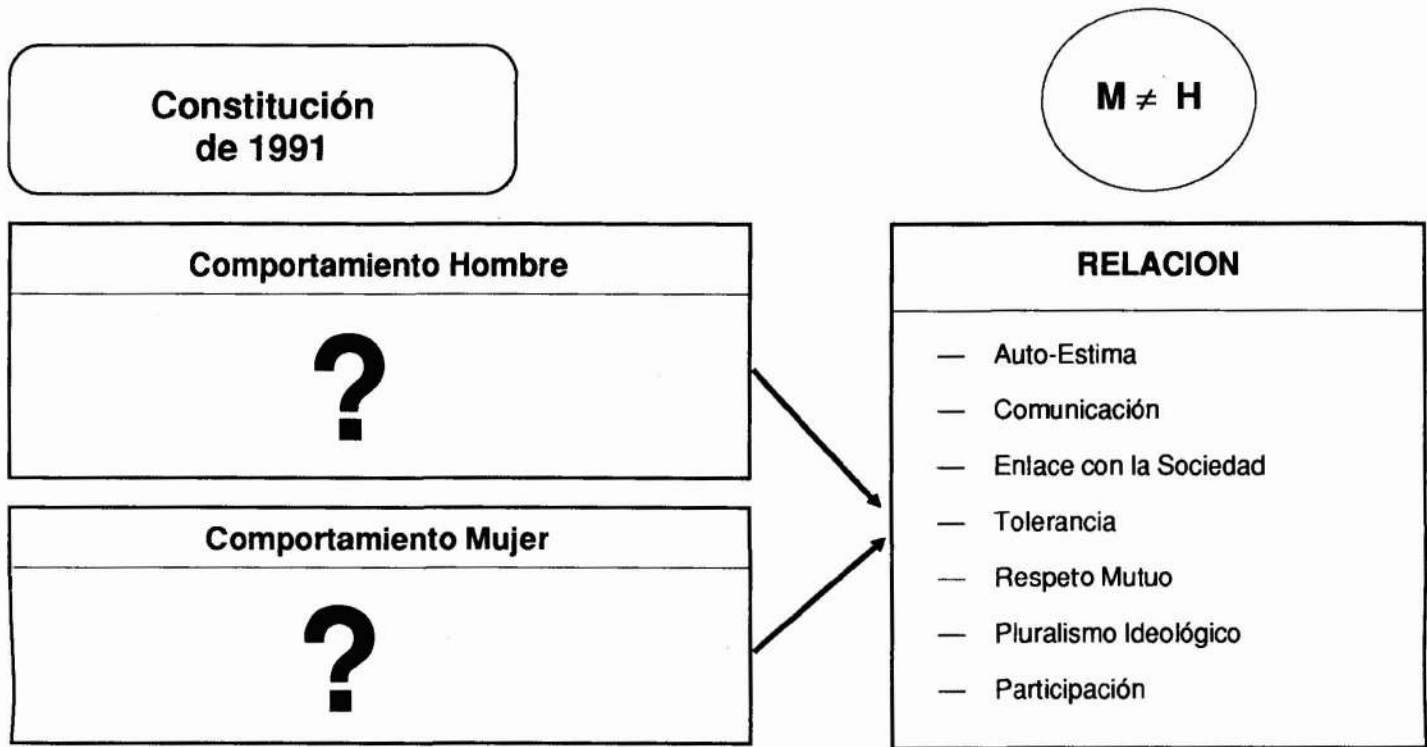 Constitución
de 1991
M ≠ H
Comportamiento Hombre
?
Comportamiento Mujer
?
RELACION
— Auto-Estima
— Comunicación
— Enlace con la Sociedad
— Tolerancia
— Respeto Mutuo
— Pluralismo Ideológico
— Participación